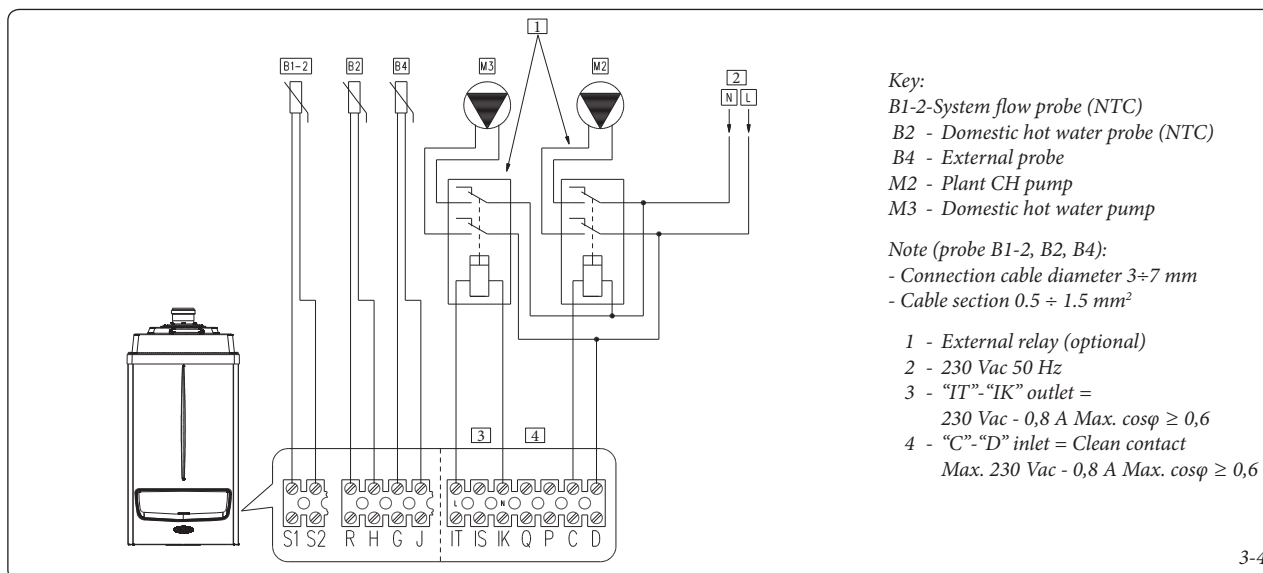 1
B1-2 B2 B4 M3 M2 2
N L
3 4
L N
S1 S2 R H G J IT IS IK Q P C D
Key:
B1-2-System flow probe (NTC)
B2 - Domestic hot water probe (NTC)
B4 - External probe
M2 - Plant CH pump
M3 - Domestic hot water pump
Note (probe B1-2, B2, B4):
- Connection cable diameter 3÷7 mm
- Cable section 0.5 ÷ 1.5 mm²
1 - External relay (optional)
2 - 230 Vac 50 Hz
3 - “IT”-“IK” outlet =
230 Vac - 0,8 A Max. cosφ ≥ 0,6
4 - “C”-“D” inlet = Clean contact
Max. 230 Vac - 0,8 A Max. cosφ ≥ 0,6
3-4